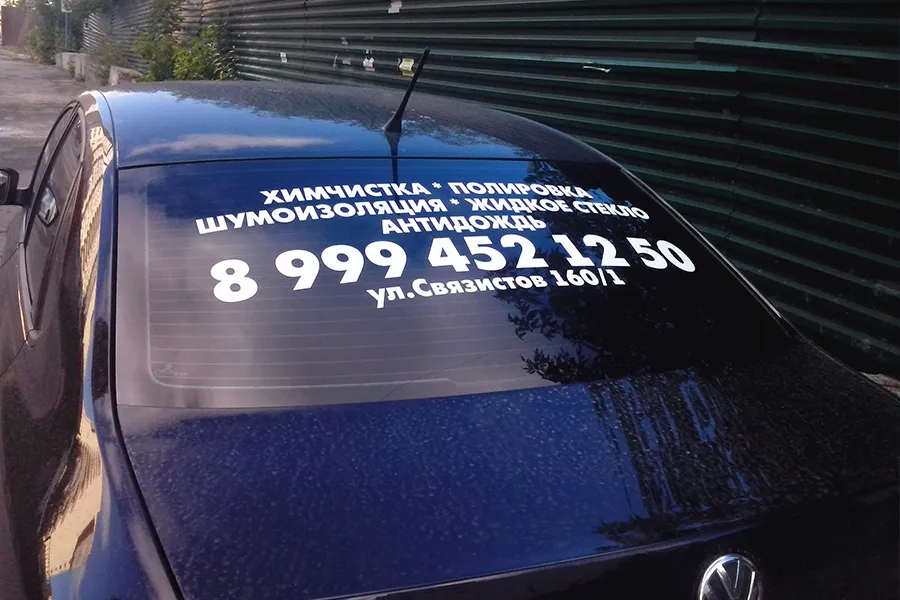 ХИМЧИСТКА * ПОЛИРОВКА
ШУМОИЗОЛЯЦИЯ * ЖИДКОЕ СТЕКЛО
АНТИДОЖДЬ
8 999 452 12 50
ул.Связистов 160/1